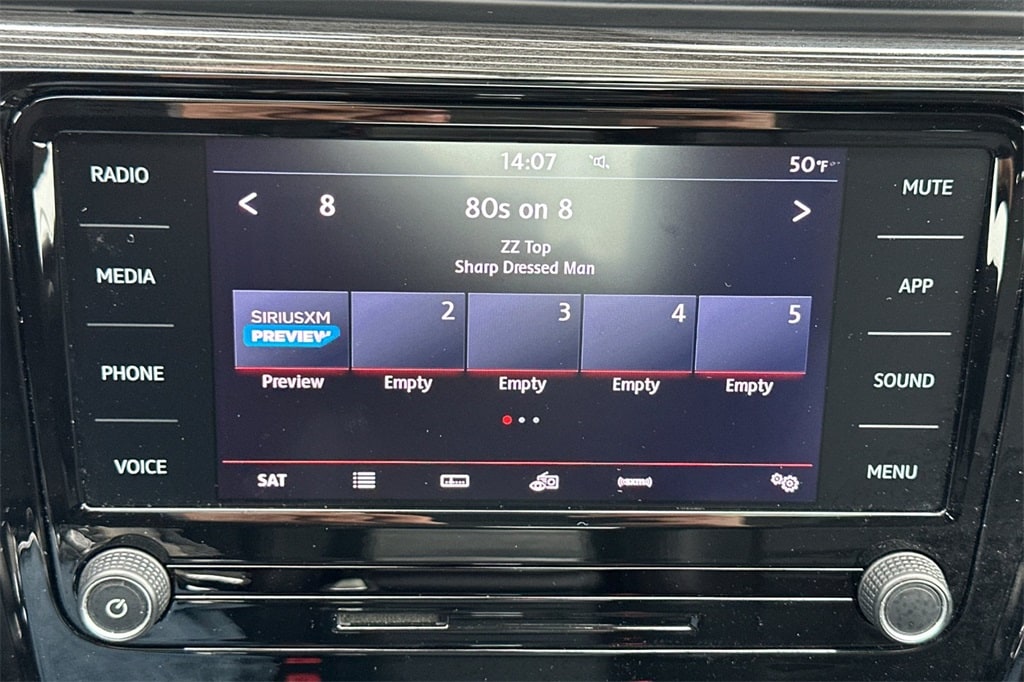 RADIO
MEDIA
PHONE
VOICE
14:07
50°F
< 8 80s on 8 >
ZZ Top
Sharp Dressed Man
SIRIUSXM
PREVIEW
2
3
4
5
Preview
Empty
Empty
Empty
Empty
SAT
((SXM))
MUTE
APP
SOUND
MENU